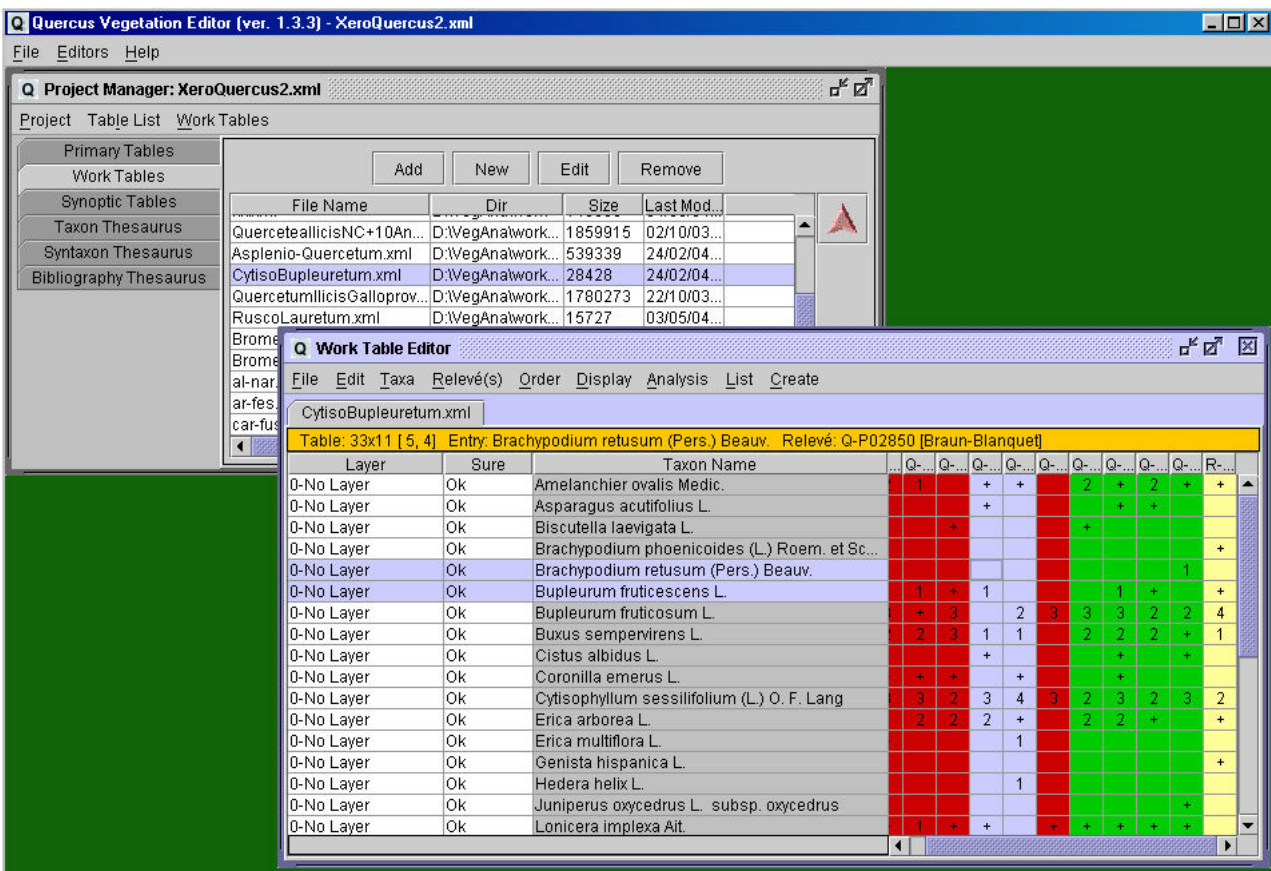 Q Quercus Vegetation Editor (ver. 1.3.3) - XeroQuercus2.xml
File Editors Help
Q Project Manager: XeroQuercus2.xml
Project Table List Work Tables
Primary Tables
Work Tables
Synoptic Tables
Taxon Thesaurus
Syntaxon Thesaurus
Bibliography Thesaurus
Add New Edit Remove
File Name Dir Size Last Mod...
QuerceteallicisNC+10An... D:\VegAna\work... 1859915 02/10/03...
Asplenio-Quercetum.xml D:\VegAna\work... 539339 24/02/04...
CytisoBupleuretum.xml D:\VegAna\work... 28428 24/02/04...
QuercetumIlicisGalloprov... D:\VegAna\work... 1780273 22/10/03...
RuscoLauretum.xml D:\VegAna\work... 15727 03/05/04...
Brome
Brome
al-nar.
ar-fes.
car-fus
Q Work Table Editor
File Edit Taxa Relevé(s) Order Display Analysis List Create
CytisoBupleuretum.xml
Table: 33x11 [ 5, 4] Entry: Brachypodium retusum (Pers.) Beauv. Relevé: Q-P02850 [Braun-Blanquet]
Layer Sure Taxon Name ... Q-... Q-... Q-... Q-... Q-... Q-... Q-... Q-... Q-... R-...
0-No Layer Ok Amelanchier ovalis Medic. 1 + + 2 + 2 + +
0-No Layer Ok Asparagus acutifolius L. + + +
0-No Layer Ok Biscutella laevigata L. + +
0-No Layer Ok Brachypodium phoenicoides (L.) Roem. et Sc... +
0-No Layer Ok Brachypodium retusum (Pers.) Beauv. 1
0-No Layer Ok Bupleurum fruticescens L. 1 + 1 1 + +
0-No Layer Ok Bupleurum fruticosum L. + 3 2 3 3 3 2 2 4
0-No Layer Ok Buxus sempervirens L. 2 3 1 1 2 2 2 + 1
0-No Layer Ok Cistus albidus L. + + +
0-No Layer Ok Coronilla emerus L. + + + +
0-No Layer Ok Cytisophyllum sessilifolium (L.) O. F. Lang 3 2 3 4 3 2 3 2 3 2
0-No Layer Ok Erica arborea L. 2 2 2 + 2 2 + +
0-No Layer Ok Erica multiflora L. 1
0-No Layer Ok Genista hispanica L. +
0-No Layer Ok Hedera helix L. 1
0-No Layer Ok Juniperus oxycedrus L. subsp. oxycedrus +
0-No Layer Ok Lonicera implexa Ait. 1 + + + + + + +